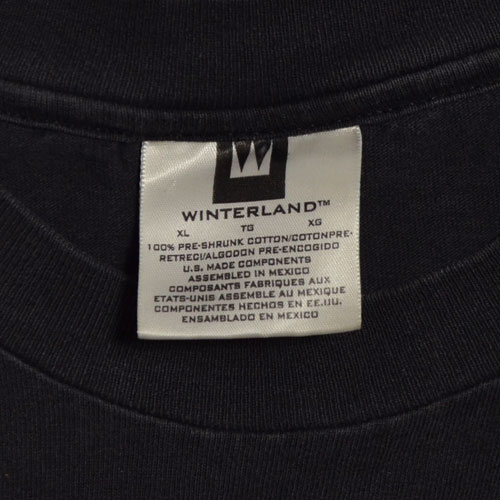 W
WINTERLAND™
XL TG XG
100% PRE-SHRUNK COTTON/COTONPRE-
RETRECI/ALGODON PRE-ENCOGIDO
U.S. MADE COMPONENTS
ASSEMBLED IN MEXICO
COMPOSANTS FABRIQUES AUX
ETATS-UNIS ASSEMBLE AU MEXIQUE
COMPONENTES HECHOS EN EE.UU.
ENSAMBLADO EN MEXICO